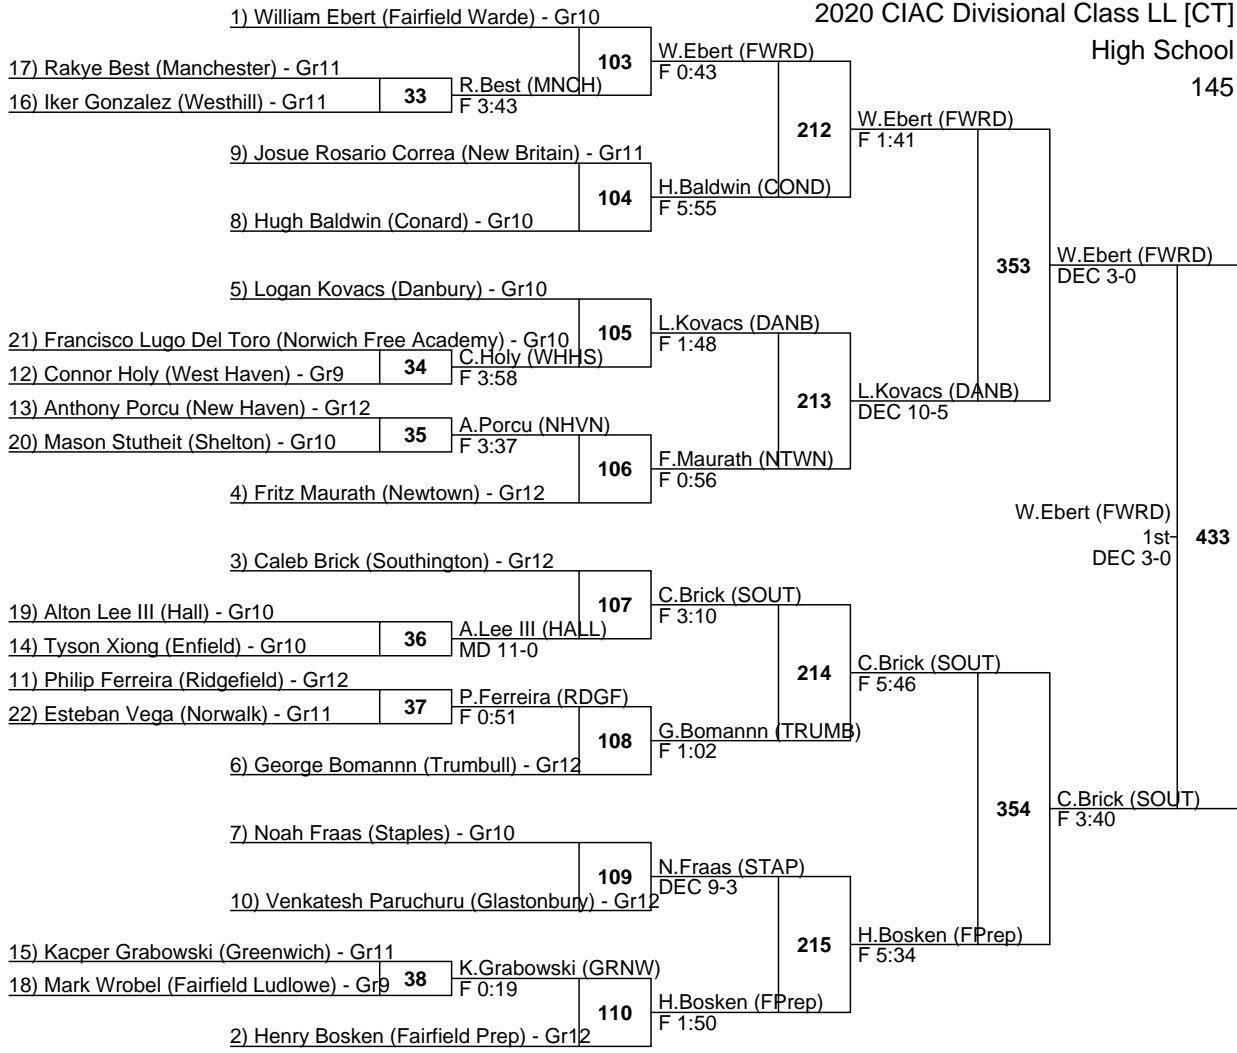 2020 CIAC Divisional Class LL [CT]
High School
145
1) William Ebert (Fairfield Warde) - Gr10
103
W.Ebert (FWRD)
F 0:43
17) Rakye Best (Manchester) - Gr11
33
R.Best (MNCH)
F 3:43
16) Iker Gonzalez (Westhill) - Gr11
212
W.Ebert (FWRD)
F 1:41
9) Josue Rosario Correa (New Britain) - Gr11
104
H.Baldwin (COND)
F 5:55
8) Hugh Baldwin (Conard) - Gr10
353
W.Ebert (FWRD)
DEC 3-0
5) Logan Kovacs (Danbury) - Gr10
105
L.Kovacs (DANB)
F 1:48
21) Francisco Lugo Del Toro (Norwich Free Academy) - Gr10
34
C.Holy (WHHS)
F 3:58
12) Connor Holy (West Haven) - Gr9
213
L.Kovacs (DANB)
DEC 10-5
13) Anthony Porcu (New Haven) - Gr12
35
A.Porcu (NHVN)
F 3:37
20) Mason Stutheit (Shelton) - Gr10
106
F.Maurath (NTWN)
F 0:56
4) Fritz Maurath (Newtown) - Gr12
W.Ebert (FWRD)
1st
433
DEC 3-0
3) Caleb Brick (Southington) - Gr12
107
C.Brick (SOUT)
F 3:10
19) Alton Lee III (Hall) - Gr10
36
A.Lee III (HALL)
MD 11-0
14) Tyson Xiong (Enfield) - Gr10
214
C.Brick (SOUT)
F 5:46
11) Philip Ferreira (Ridgefield) - Gr12
37
P.Ferreira (RDGF)
F 0:51
22) Esteban Vega (Norwalk) - Gr11
108
G.Bomannn (TRUMB)
F 1:02
6) George Bomannn (Trumbull) - Gr12
354
C.Brick (SOUT)
F 3:40
7) Noah Fraas (Staples) - Gr10
109
N.Fraas (STAP)
DEC 9-3
10) Venkatesh Paruchuru (Glastonbury) - Gr12
215
H.Bosken (FPrep)
F 5:34
15) Kacper Grabowski (Greenwich) - Gr11
38
K.Grabowski (GRNW)
F 0:19
18) Mark Wrobel (Fairfield Ludlowe) - Gr9
110
H.Bosken (FPrep)
F 1:50
2) Henry Bosken (Fairfield Prep) - Gr12